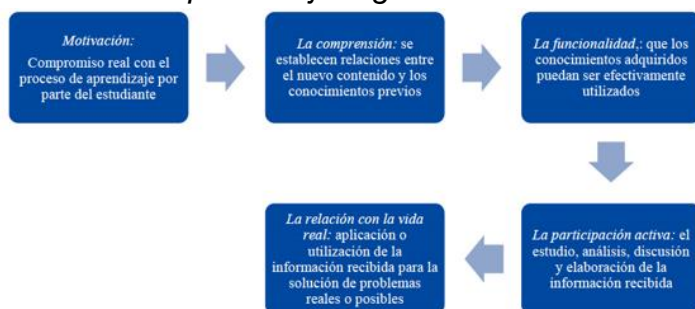 Motivación:
Compromiso real con el
proceso de aprendizaje por
parte del estudiante
La comprensión: se
establecen relaciones entre
el nuevo contenido y los
conocimientos previos
La funcionalidad,: que los
conocimientos adquiridos
puedan ser efectivamente
utilizados
La participación activa: el
estudio, análisis, discusión
y elaboración de la
información recibida
La relación con la vida
real: aplicación o
utilización de la
información recibida para la
solución de problemas
reales o posibles